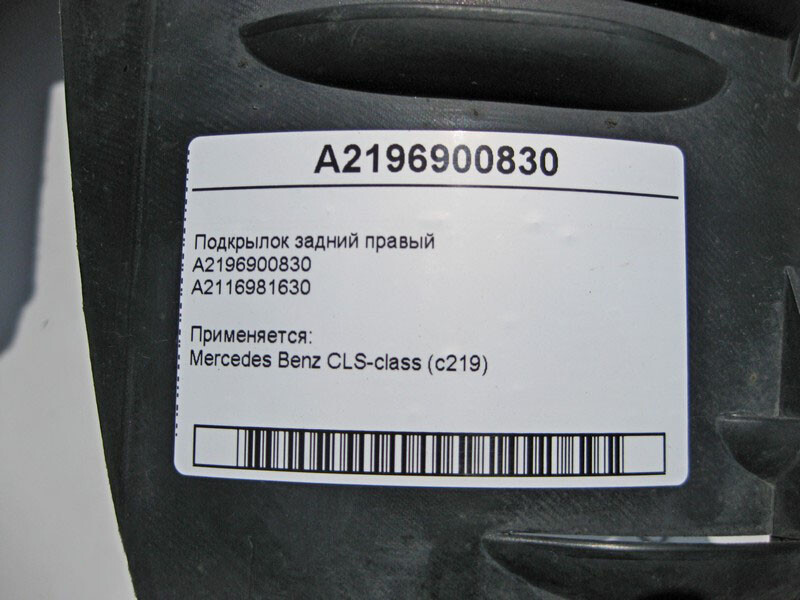 A2196900830
Подкрылок задний правый
A2196900830
A2116981630
Применяется:
Mercedes Benz CLS-class (c219)